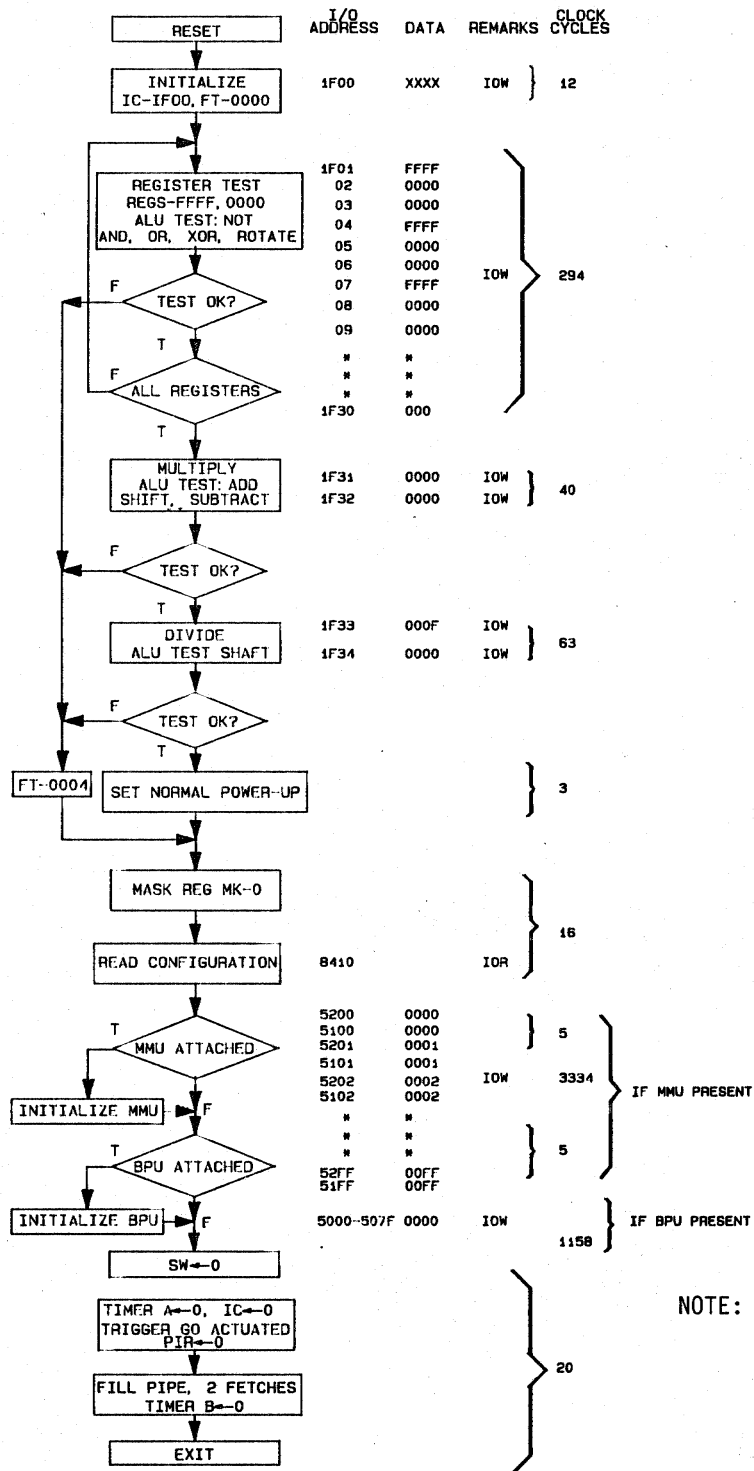 I/O ADDRESS DATA REMARKS CLOCK CYCLES
RESET
INITIALIZE
IC-IF00, FT-0000
1F00 XXXX IOW } 12
REGISTER TEST
REGS-FFFF, 0000
ALU TEST: NOT
AND, OR, XOR, ROTATE
1F01 FFFF
02 0000
03 0000
04 FFFF
05 0000
06 0000
07 FFFF
08 0000
09 0000
* *
* *
* *
1F30 000
IOW } 294
F
TEST OK?
T
F
ALL REGISTERS
T
MULTIPLY
ALU TEST: ADD
SHIFT, SUBTRACT
1F31 0000 IOW
1F32 0000 IOW
} 40
F
TEST OK?
T
DIVIDE
ALU TEST SHAFT
1F33 000F IOW
1F34 0000 IOW
} 63
F
TEST OK?
T
FT--0004
SET NORMAL POWER--UP
} 3
MASK REG MK--0
READ CONFIGURATION
8410 IOR
} 16
T
MMU ATTACHED
INITIALIZE MMU
F
5200 0000
5100 0000
5201 0001
5101 0001
5202 0002
5102 0002
* *
* *
* *
52FF 00FF
51FF 00FF
} 5
IOW 3334
} 5
} IF MMU PRESENT
T
BPU ATTACHED
INITIALIZE BPU
F
5000--507F 0000 IOW
1158
} IF BPU PRESENT
SW←0
TIMER A←0, IC←0
TRIGGER GO ACTUATED
PIR←0
NOTE:
} 20
FILL PIPE, 2 FETCHES
TIMER B←0
EXIT